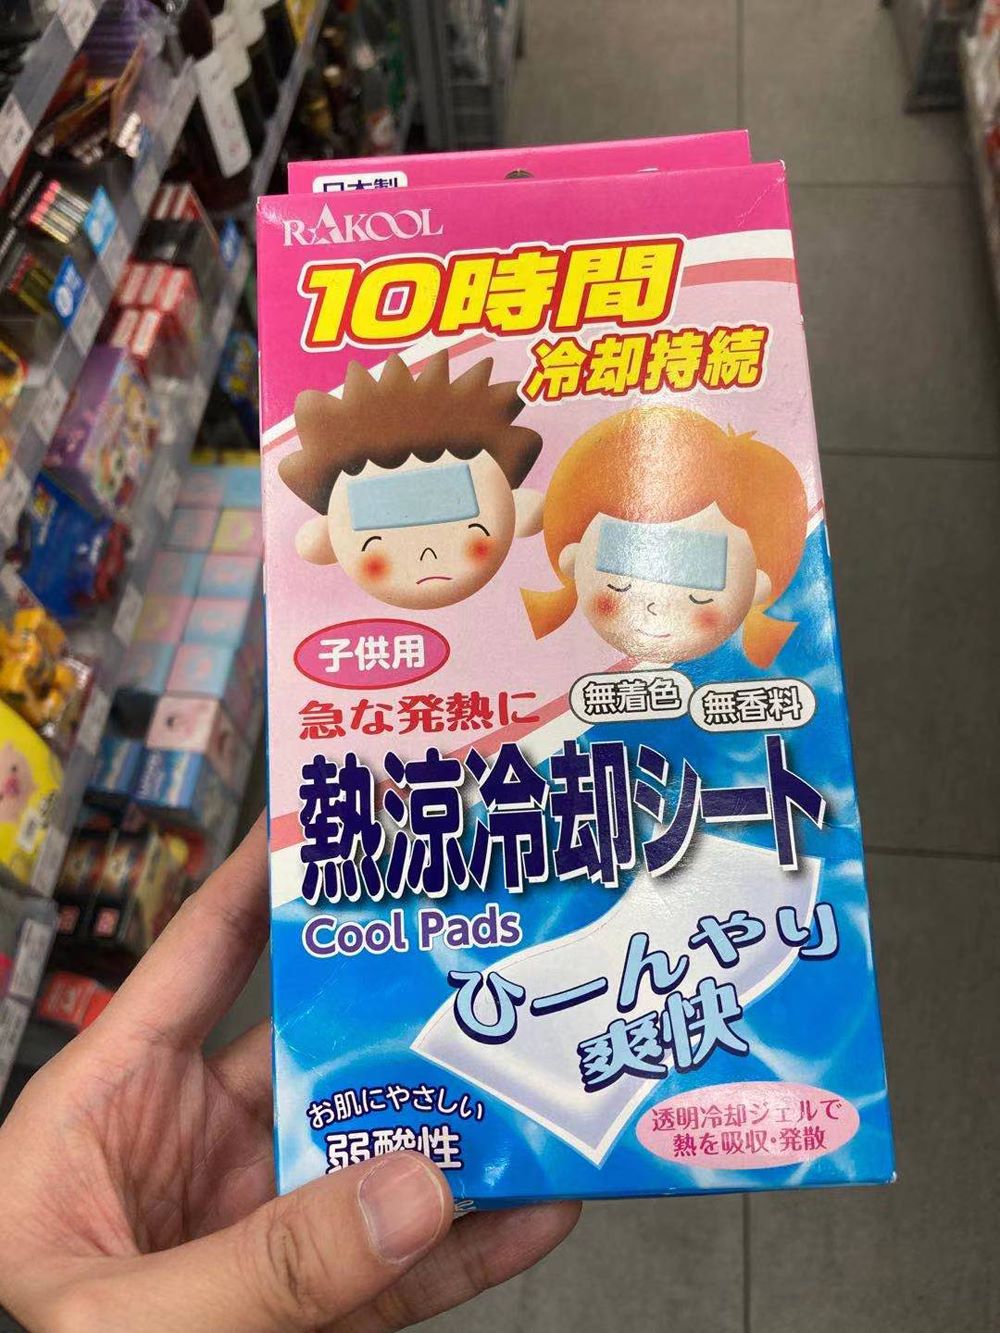 日本製
RAKOOL
10時間
冷却持続
子供用
急な発熱に
無着色
無香料
熱涼冷却シート
Cool Pads
ひーんやり
爽快
お肌にやさしい
弱酸性
透明冷却ジェルで
熱を吸収・発散